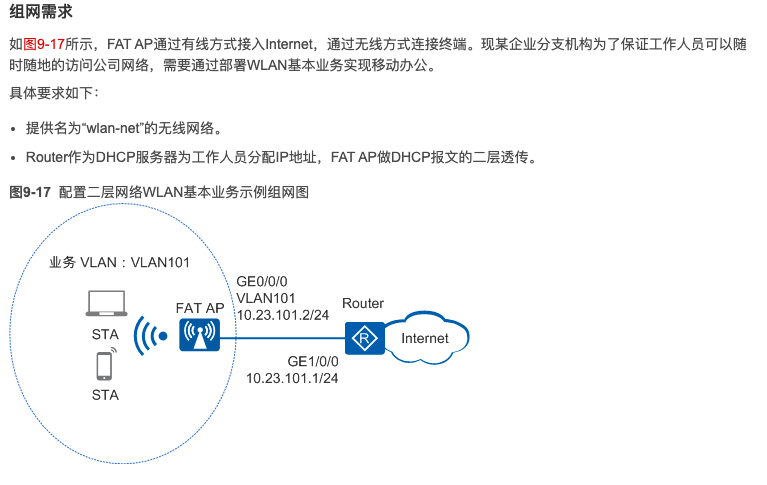 组网需求
如图9-17所示，FAT AP通过有线方式接入Internet，通过无线方式连接终端。现某企业分支机构为了保证工作人员可以随
时随地的访问公司网络，需要通过部署WLAN基本业务实现移动办公。
具体要求如下：
• 提供名为“wlan-net”的无线网络。
• Router作为DHCP服务器为工作人员分配IP地址，FAT AP做DHCP报文的二层透传。
图9-17 配置二层网络WLAN基本业务示例组网图
业务 VLAN：VLAN101
GE0/0/0
VLAN101
10.23.101.2/24
FAT AP
Router
STA
R
Internet
GE1/0/0
10.23.101.1/24
STA